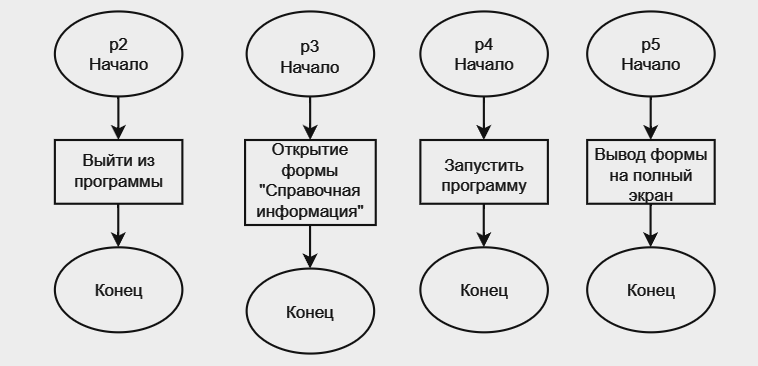 p2
Начало
Выйти из
программы
Конец
p3
Начало
Открытие
формы
"Справочная
информация"
Конец
p4
Начало
Запустить
программу
Конец
p5
Начало
Вывод формы
на полный
экран
Конец